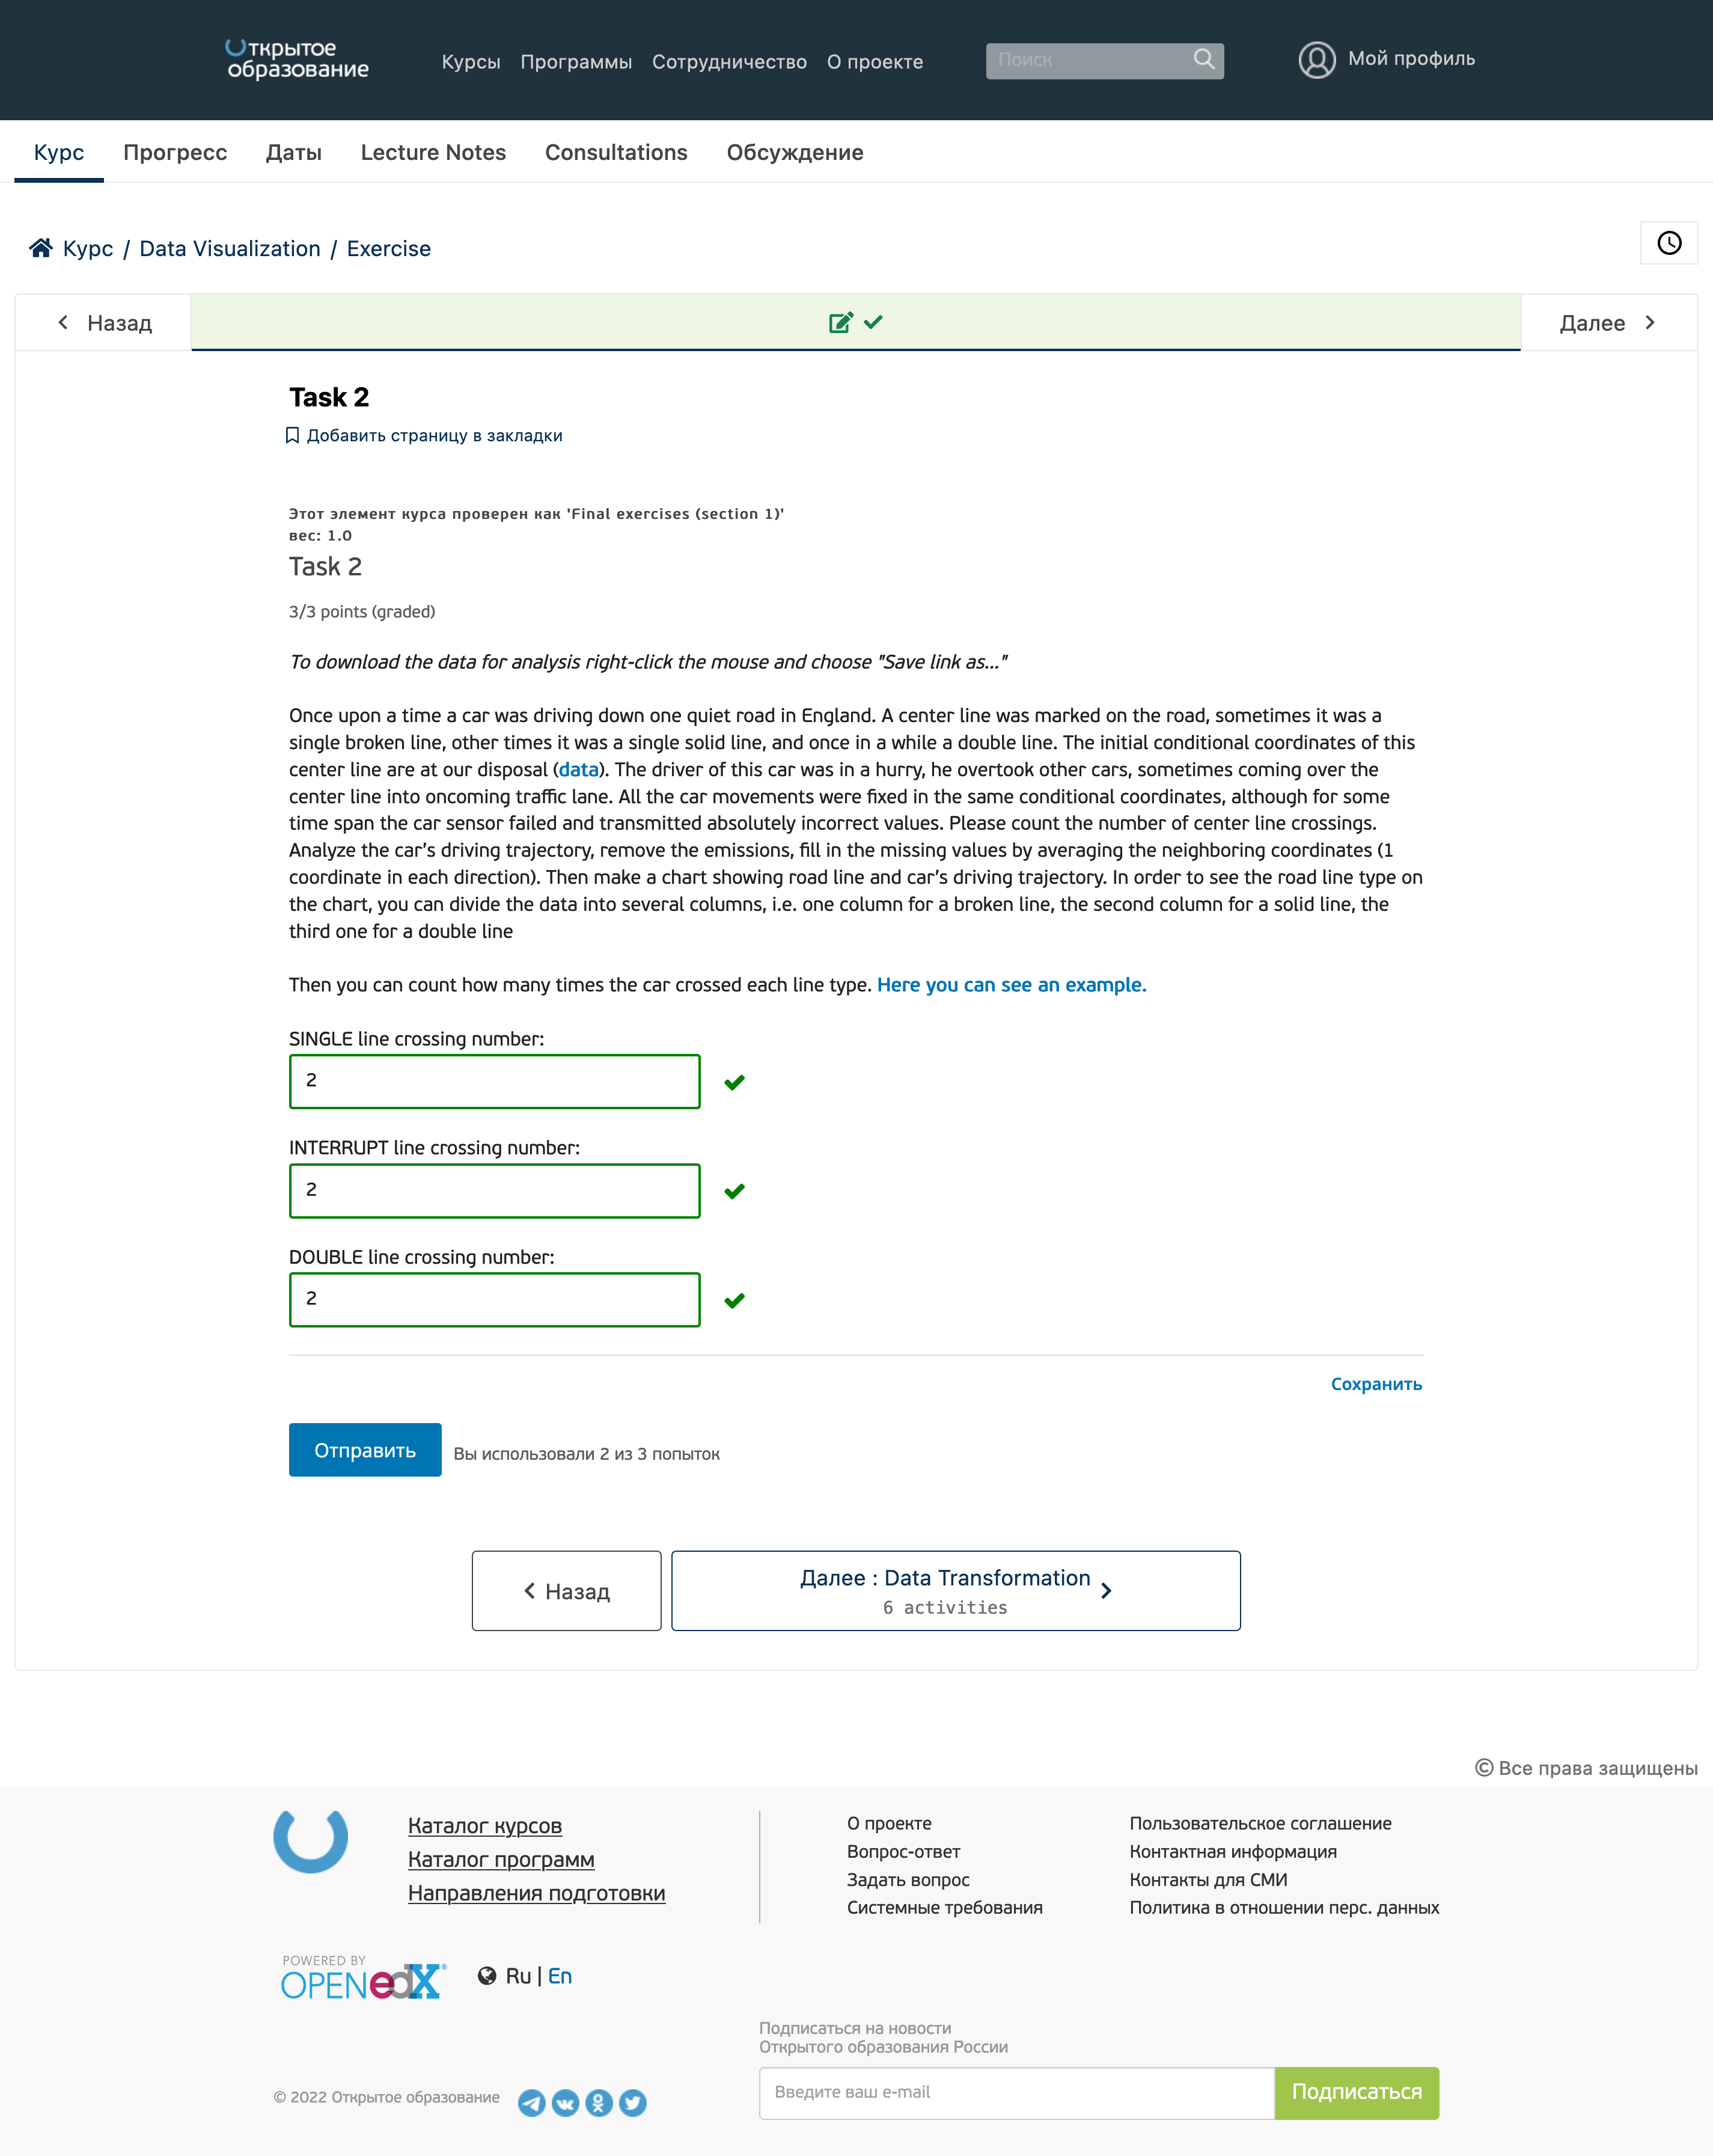 Открытое
образование
Курсы Программы Сотрудничество О проекте
Поиск
Мой профиль
Курс Прогресс Даты Lecture Notes Consultations Обсуждение
Курс / Data Visualization / Exercise
Назад
Далее
Task 2
Добавить страницу в закладки
Этот элемент курса проверен как 'Final exercises (section 1)'
вес: 1.0
Task 2
3/3 points (graded)
To download the data for analysis right-click the mouse and choose "Save link as..."
Once upon a time a car was driving down one quiet road in England. A center line was marked on the road, sometimes it was a
single broken line, other times it was a single solid line, and once in a while a double line. The initial conditional coordinates of this
center line are at our disposal (data). The driver of this car was in a hurry, he overtook other cars, sometimes coming over the
center line into oncoming traffic lane. All the car movements were fixed in the same conditional coordinates, although for some
time span the car sensor failed and transmitted absolutely incorrect values. Please count the number of center line crossings.
Analyze the car's driving trajectory, remove the emissions, fill in the missing values by averaging the neighboring coordinates (1
coordinate in each direction). Then make a chart showing road line and car's driving trajectory. In order to see the road line type on
the chart, you can divide the data into several columns, i.e. one column for a broken line, the second column for a solid line, the
third one for a double line
Then you can count how many times the car crossed each line type. Here you can see an example.
SINGLE line crossing number:
2
INTERRUPT line crossing number:
2
DOUBLE line crossing number:
2
Сохранить
Отправить
Вы использовали 2 из 3 попыток
Назад
Далее : Data Transformation
6 activities
© Все права защищены
Каталог курсов
Каталог программ
Направления подготовки
О проекте
Вопрос-ответ
Задать вопрос
Системные требования
Пользовательское соглашение
Контактная информация
Контакты для СМИ
Политика в отношении перс. данных
POWERED BY
OPEN edX®
Ru | En
Подписаться на новости
Открытого образования России
Введите ваш e-mail
Подписаться
© 2022 Открытое образование